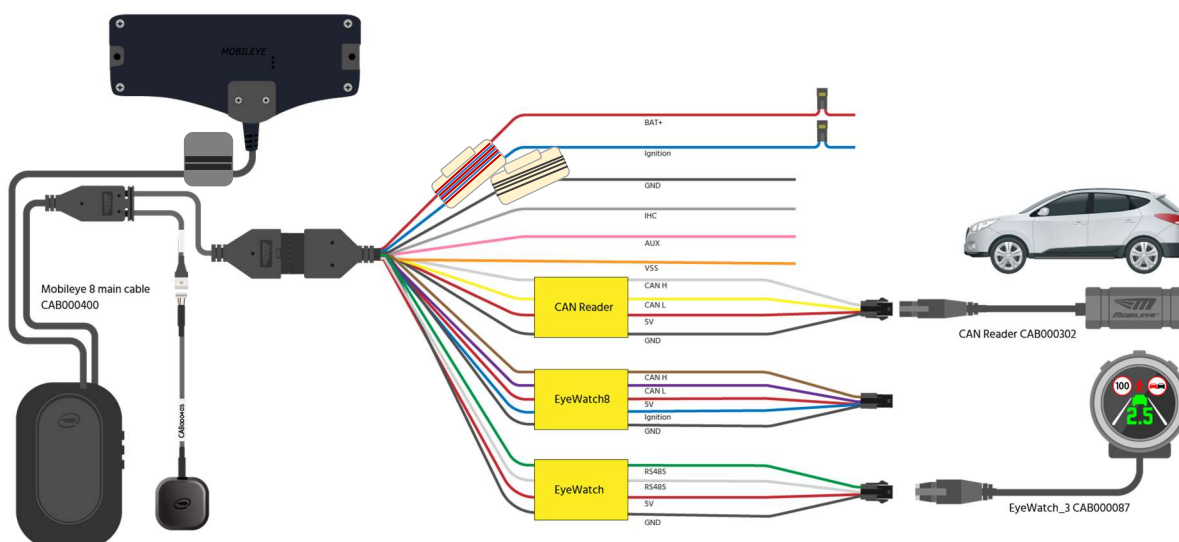 MOBILEYE
BAT+
Ignition
GND
IHC
AUX
VSS
CAN H
CAN Reader
CAN L
5V
GND
MOBILEYE
CAN Reader CAB000302
Mobileye 8 main cable
CAB000400
CAB000403
CAN H
EyeWatch8
CAN L
5V
Ignition
GND
100
2.5
RS485
EyeWatch
RS485
5V
GND
EyeWatch_3 CAB000087